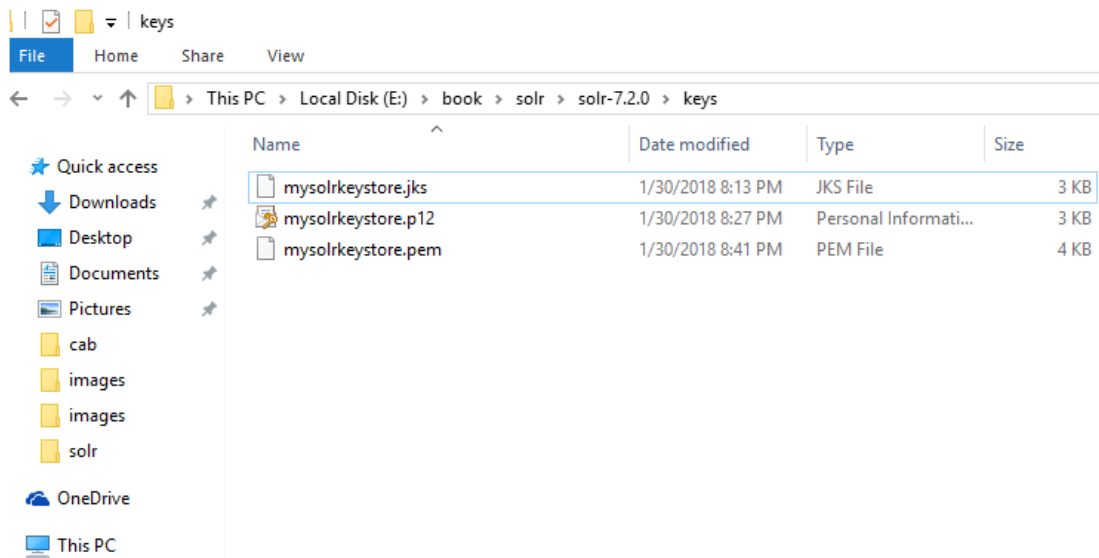 keys
File Home Share View
This PC > Local Disk (E:) > book > solr > solr-7.2.0 > keys
Name Date modified Type Size
Quick access
Downloads
Desktop
Documents
Pictures
cab
images
images
solr
OneDrive
This PC
mysolrkeystore.jks 1/30/2018 8:13 PM JKS File 3 KB
mysolrkeystore.p12 1/30/2018 8:27 PM Personal Informati... 3 KB
mysolrkeystore.pem 1/30/2018 8:41 PM PEM File 4 KB